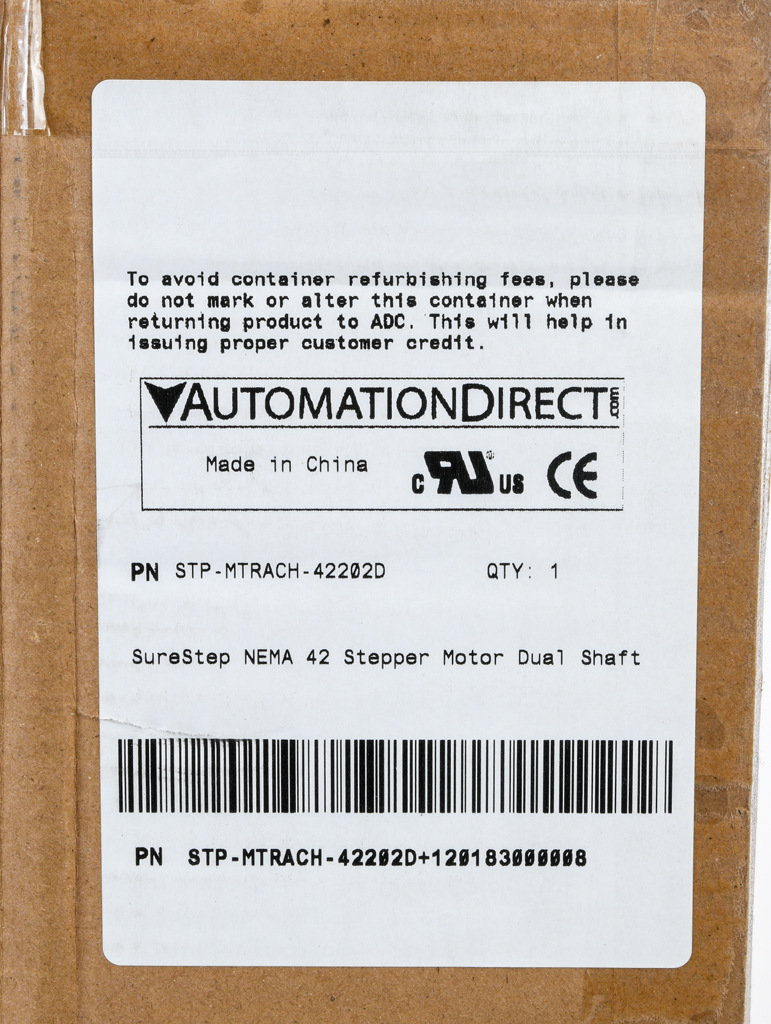 To avoid container refurbishing fees, please
do not mark or alter this container when
returning product to ADC. This will help in
issuing proper customer credit.
AUTOMATIONDIRECT.com
Made in China
c RU ® US CE
PN STP-MTRACH-42202D QTY: 1
SureStep NEMA 42 Stepper Motor Dual Shaft
PN STP-MTRACH-42202D+120183000008